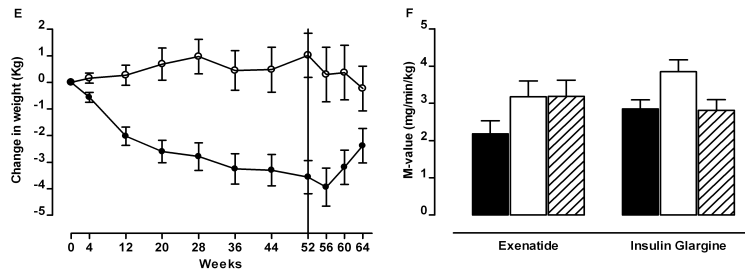 E
Change in weight (Kg)
2
1
0
-1
-2
-3
-4
-5
0 4 12 20 28 36 44 52 56 60 64
Weeks
F
M-value (mg/min/kg)
5
4
3
2
1
0
Exenatide Insulin Glargine